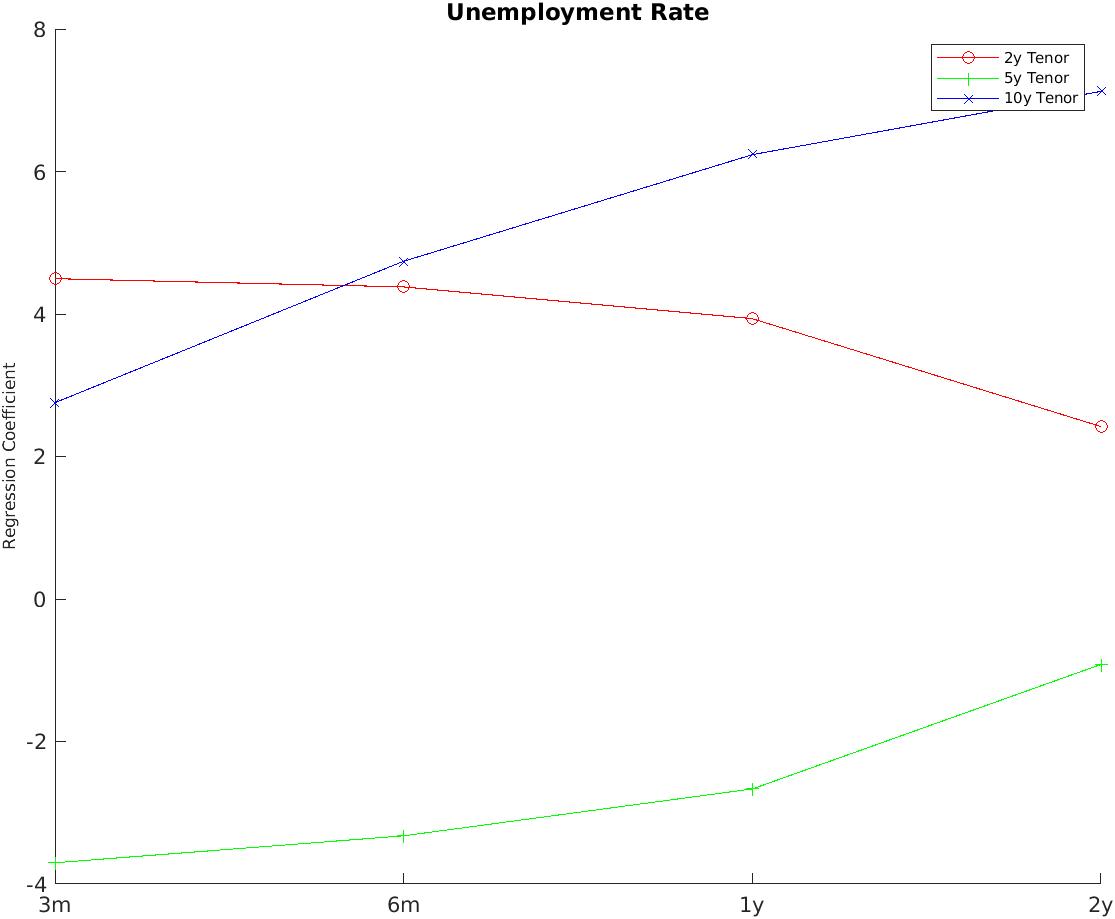 Unemployment Rate
8
2y Tenor
5y Tenor
10y Tenor
6
4
Regression Coefficient
2
0
-2
-4
3m 6m 1y 2y